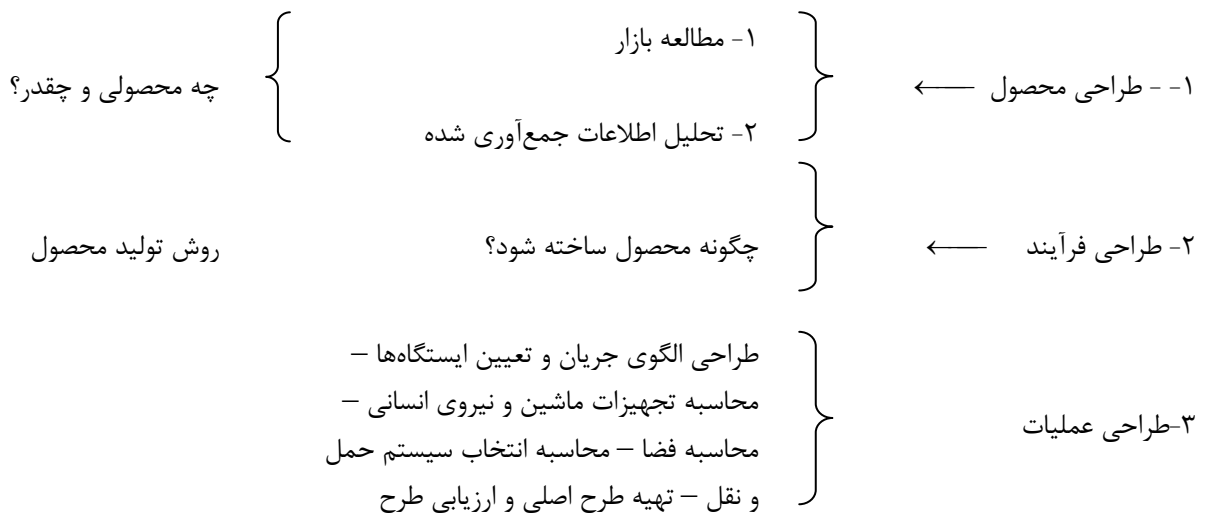 ۱- - طراحی محصول ←
۱- مطالعه بازار
۲- تحلیل اطلاعات جمع‌آوری شده
چه محصولی و چقدر؟
۲- طراحی فرآیند ←
چگونه محصول ساخته شود؟
روش تولید محصول
۳-طراحی عملیات
طراحی الگوی جریان و تعیین ایستگاه‌ها –
محاسبه تجهیزات ماشین و نیروی انسانی –
محاسبه فضا – محاسبه انتخاب سیستم حمل
و نقل – تهیه طرح اصلی و ارزیابی طرح